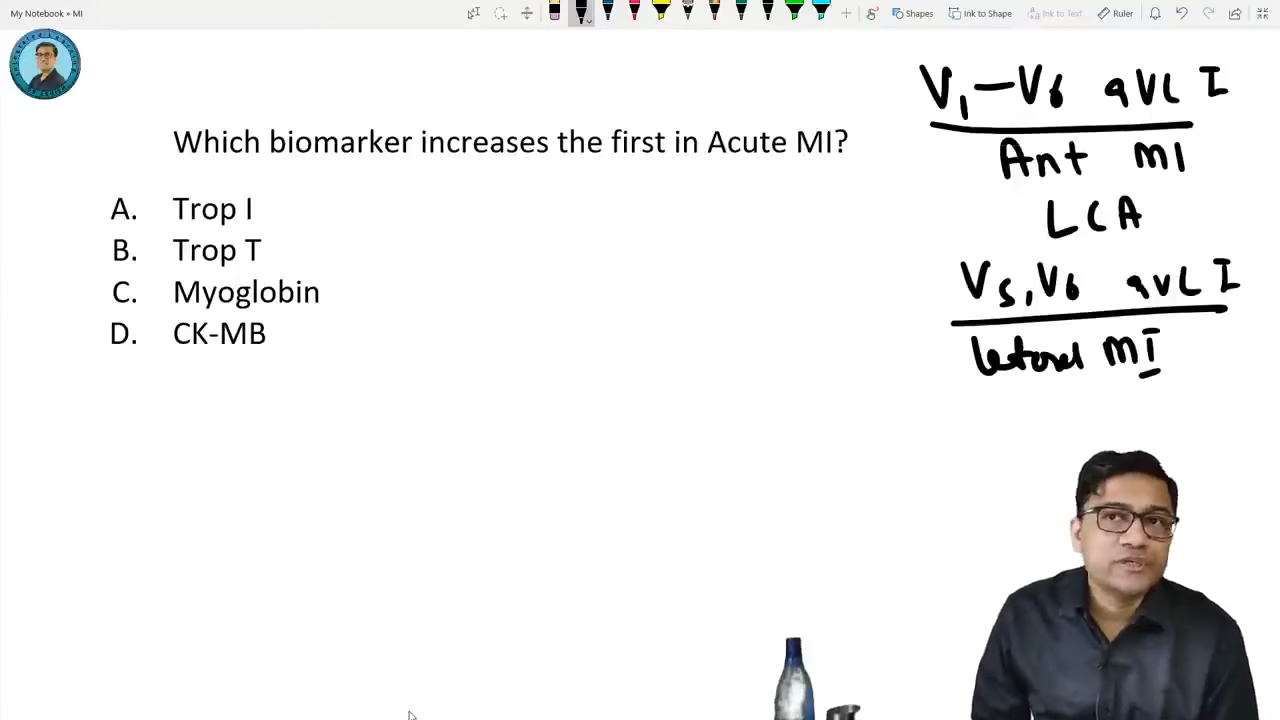 My Notebook » MI
Shapes
Ink to Shape
Ink to Text
Ruler
Which biomarker increases the first in Acute MI?
A. Trop I
B. Trop T
C. Myoglobin
D. CK-MB
V1-V6 aVL I
Ant MI
LCA
V5, V6 aVL I
lateral MI